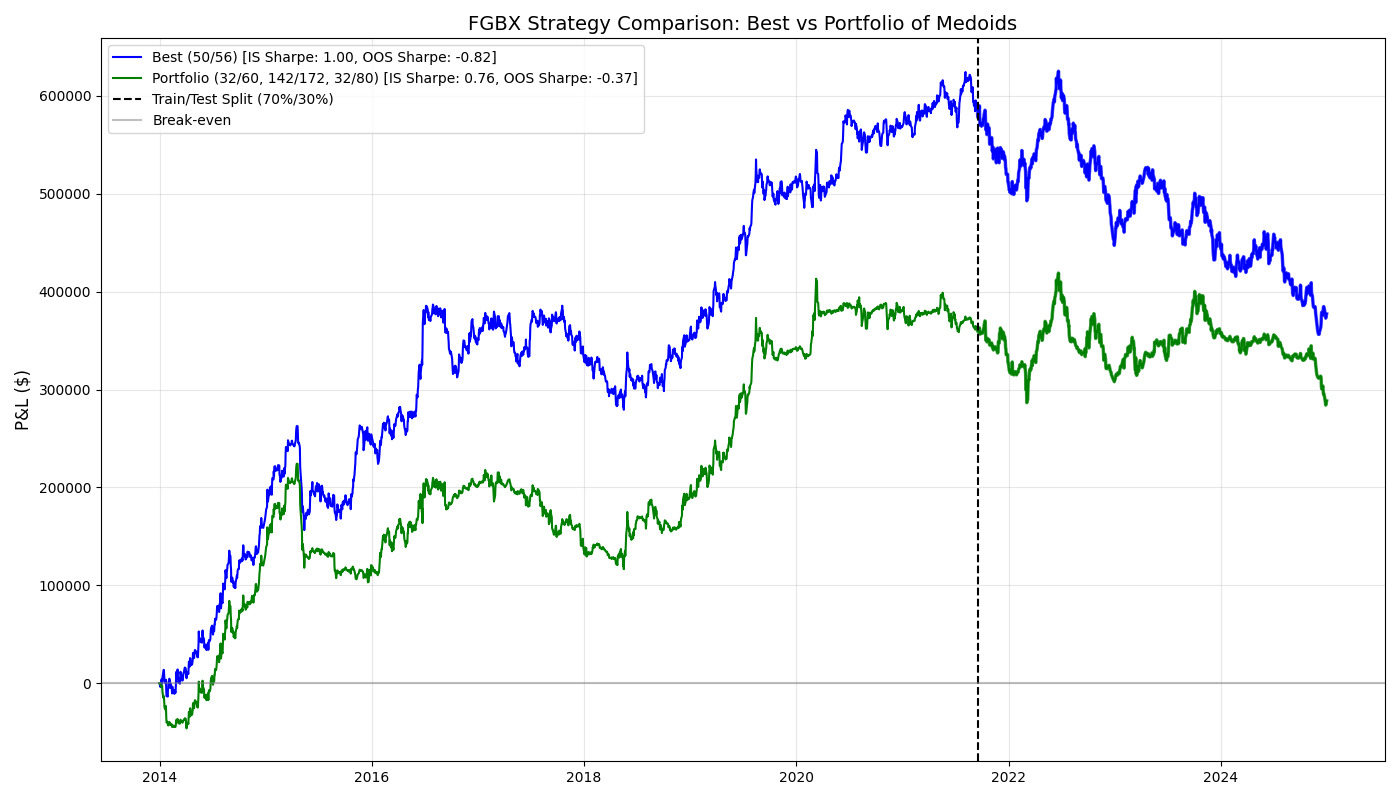 FGBX Strategy Comparison: Best vs Portfolio of Medoids
Best (50/56) [IS Sharpe: 1.00, OOS Sharpe: -0.82]
Portfolio (32/60, 142/172, 32/80) [IS Sharpe: 0.76, OOS Sharpe: -0.37]
Train/Test Split (70%/30%)
Break-even
P&L ($)
600000
500000
400000
300000
200000
100000
0
2014 2016 2018 2020 2022 2024